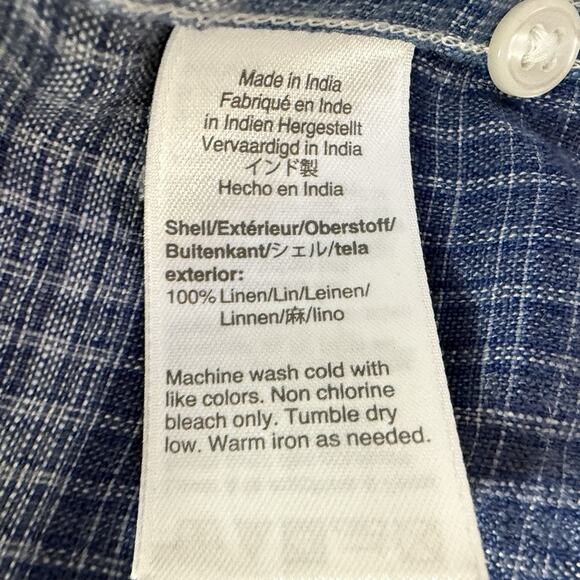 Made in India
Fabriqué en Inde
in Indien Hergestellt
Vervaardigd in India
インド製
Hecho en India
Shell/Extérieur/Oberstoff/
Buitenkant/シェル/tela
exterior:
100% Linen/Lin/Leinen/
Linnen/麻/lino
Machine wash cold with
like colors. Non chlorine
bleach only. Tumble dry
low. Warm iron as needed.